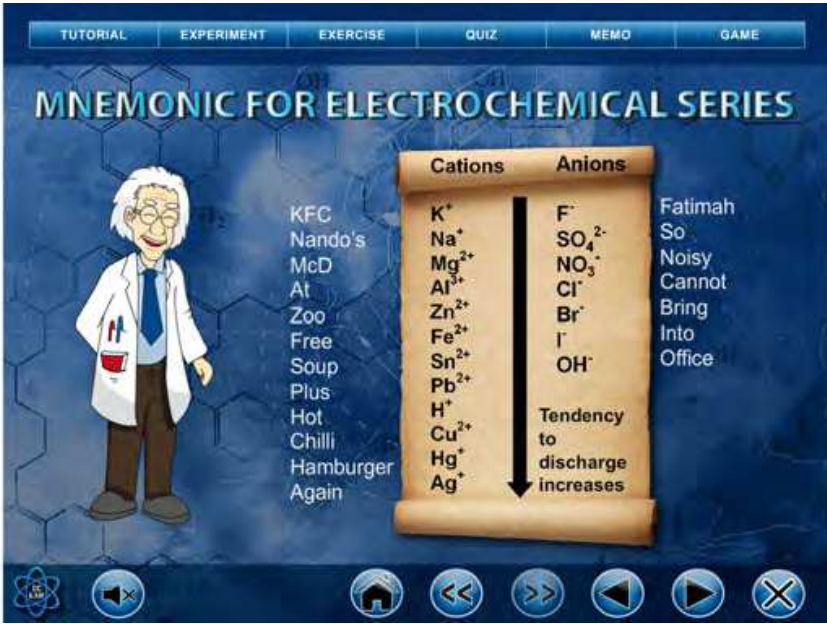 TUTORIAL EXPERIMENT EXERCISE QUIZ MEMO GAME
MNEMONIC FOR ELECTROCHEMICAL SERIES
KFC
Nando's
McD
At
Zoo
Free
Soup
Plus
Hot
Chilli
Hamburger
Again
Cations Anions
K⁺ F⁻
Na⁺ SO₄²⁻
Mg²⁺ NO₃⁻
Al³⁺ Cl⁻
Zn²⁺ Br⁻
Fe²⁺ I⁻
Sn²⁺ OH⁻
Pb²⁺
H⁺
Cu²⁺
Hg⁺
Ag⁺
Tendency
to
discharge
increases
Fatimah
So
Noisy
Cannot
Bring
Into
Office